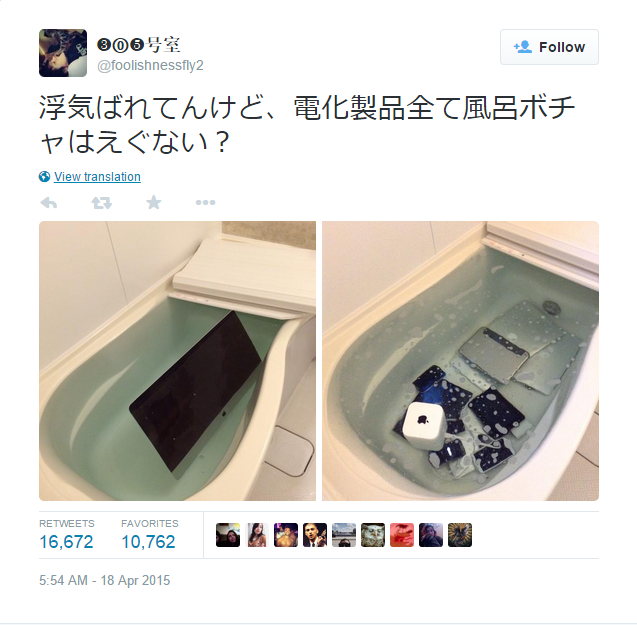 ❸⓪❺号室
@foolishnessfly2
Follow
浮気ばれてんけど、電化製品全て風呂ボチ
ャはえぐない？
View translation
RETWEETS
FAVORITES
16,672
10,762
5:54 AM - 18 Apr 2015